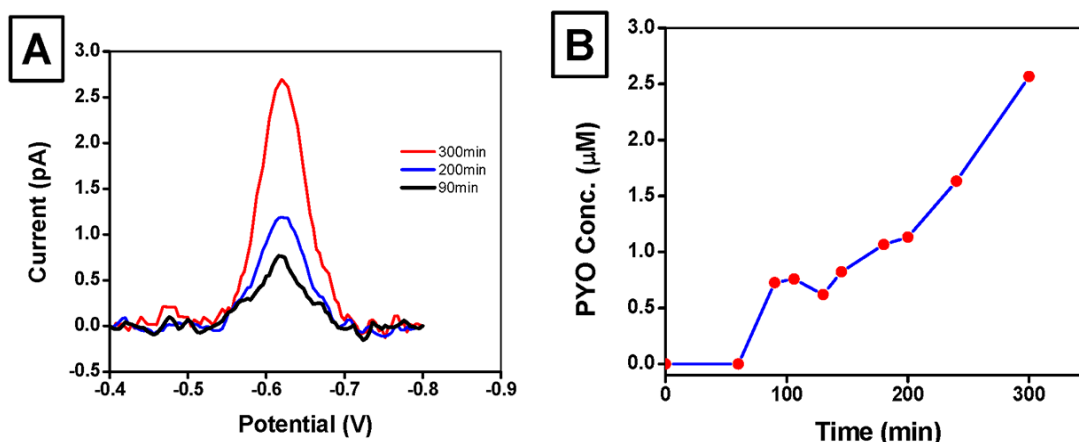 A
3.0
2.5
2.0
1.5
1.0
0.5
0.0
-0.5
Current (pA)
300min
200min
90min
-0.4
-0.5
-0.6
-0.7
-0.8
-0.9
Potential (V)
B
3.0
2.5
2.0
1.5
1.0
0.5
0.0
PYO Conc. (μM)
0
100
200
300
Time (min)